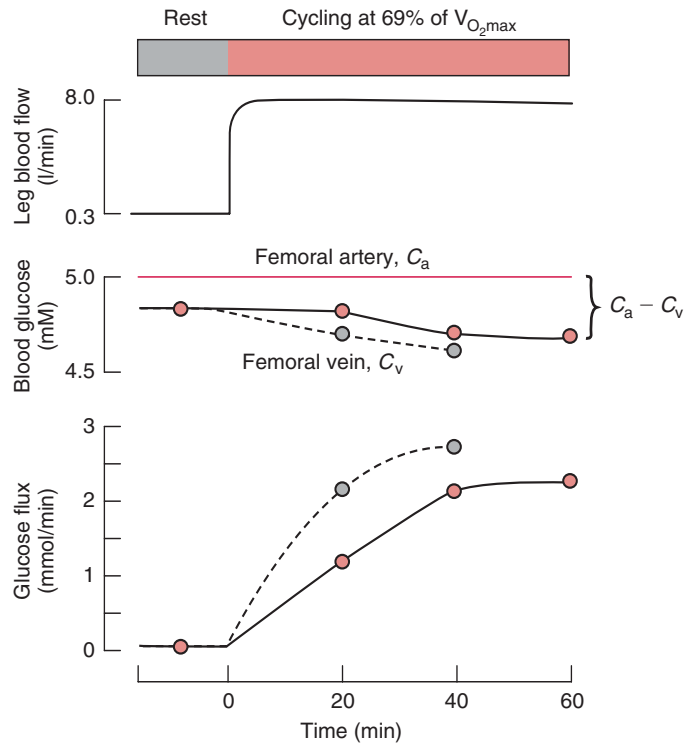 Rest
Cycling at 69% of V_O₂max
Leg blood flow
(l/min)
8.0
0.3
Blood glucose
(mM)
5.0
4.5
Femoral artery, Cₐ
Femoral vein, Cᵥ
Cₐ – Cᵥ
Glucose flux
(mmol/min)
3
2
1
0
0 20 40 60
Time (min)